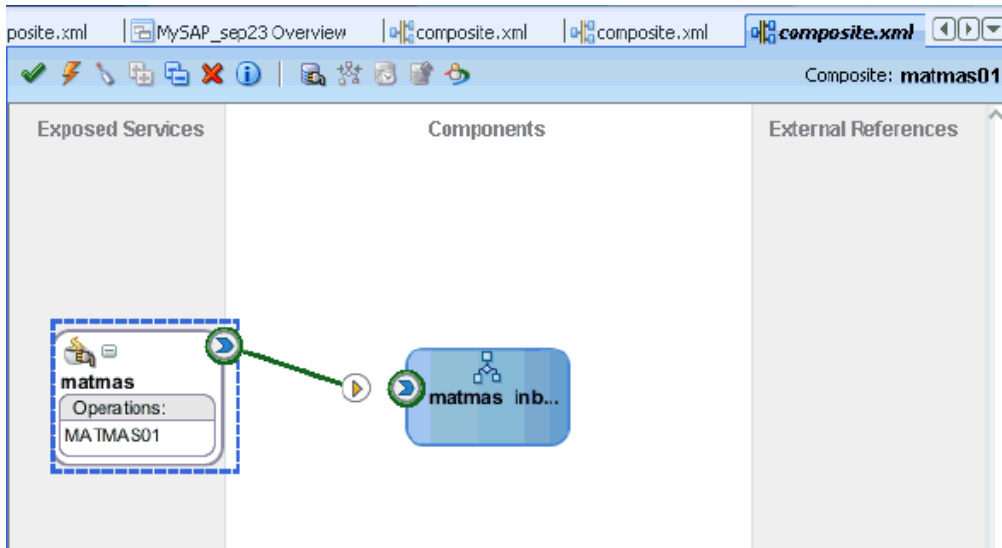 posite.xml MySAP_sep23 Overview composite.xml composite.xml composite.xml
Composite: matmas01
Exposed Services Components External References
matmas
Operations:
MATMAS01
matmas inb...